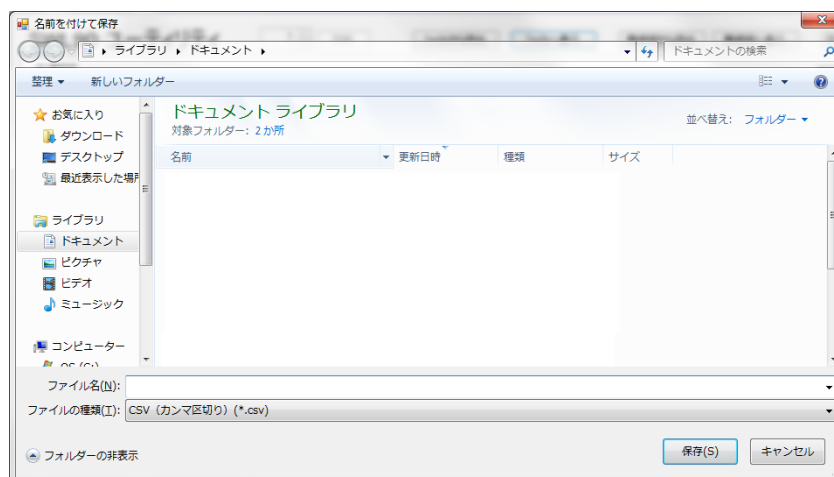 名前を付けて保存
ライブラリ ▸ ドキュメント ▸
ドキュメントの検索
整理 ▼ 新しいフォルダー
お気に入り
ダウンロード
デスクトップ
最近表示した場所
ライブラリ
ドキュメント
ピクチャ
ビデオ
ミュージック
コンピューター
OS (C:)
ドキュメント ライブラリ
対象フォルダー: 2 か所
並べ替え: フォルダー ▼
名前 更新日時 種類 サイズ
ファイル名(N):
ファイルの種類(T): CSV (カンマ区切り) (*.csv)
フォルダーの非表示
保存(S) キャンセル